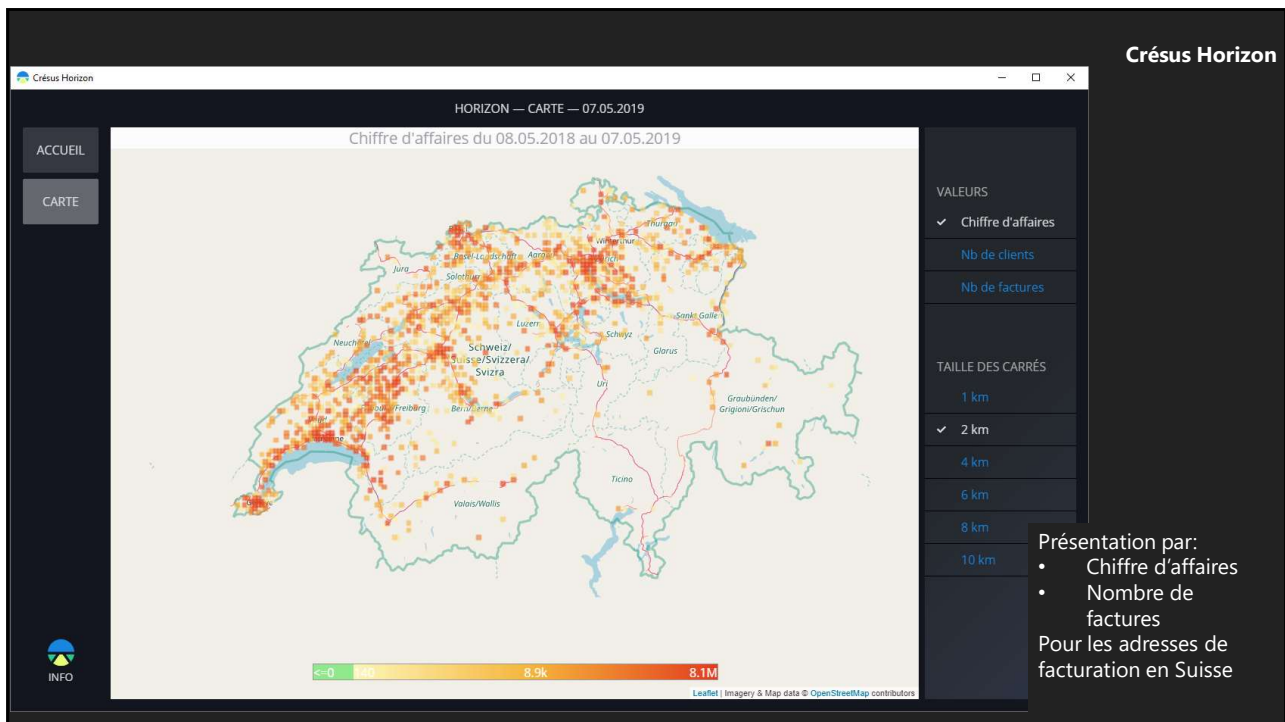 Crésus Horizon
Crésus Horizon
HORIZON — CARTE — 07.05.2019
ACCUEIL
CARTE
Chiffre d'affaires du 08.05.2018 au 07.05.2019
Thurgau
Winterthur
Basel-Landschaft
Jura
Solothurn
Sankt Gallen
Luzern
Schwyz
Neuchâtel
Schweiz/
Suisse/Svizzera/
Svizra
Glarus
Uri
Graubünden/
Grigioni/Grischun
Freiburg
Bern/Berne
Ticino
Valais/Wallis
<=0
140
8.9k
8.1M
Leaflet | Imagery & Map data © OpenStreetMap contributors
INFO
VALEURS
✓ Chiffre d'affaires
Nb de clients
Nb de factures
TAILLE DES CARRÉS
1 km
✓ 2 km
4 km
6 km
8 km
10 km
Présentation par:
• Chiffre d'affaires
• Nombre de
factures
Pour les adresses de
facturation en Suisse